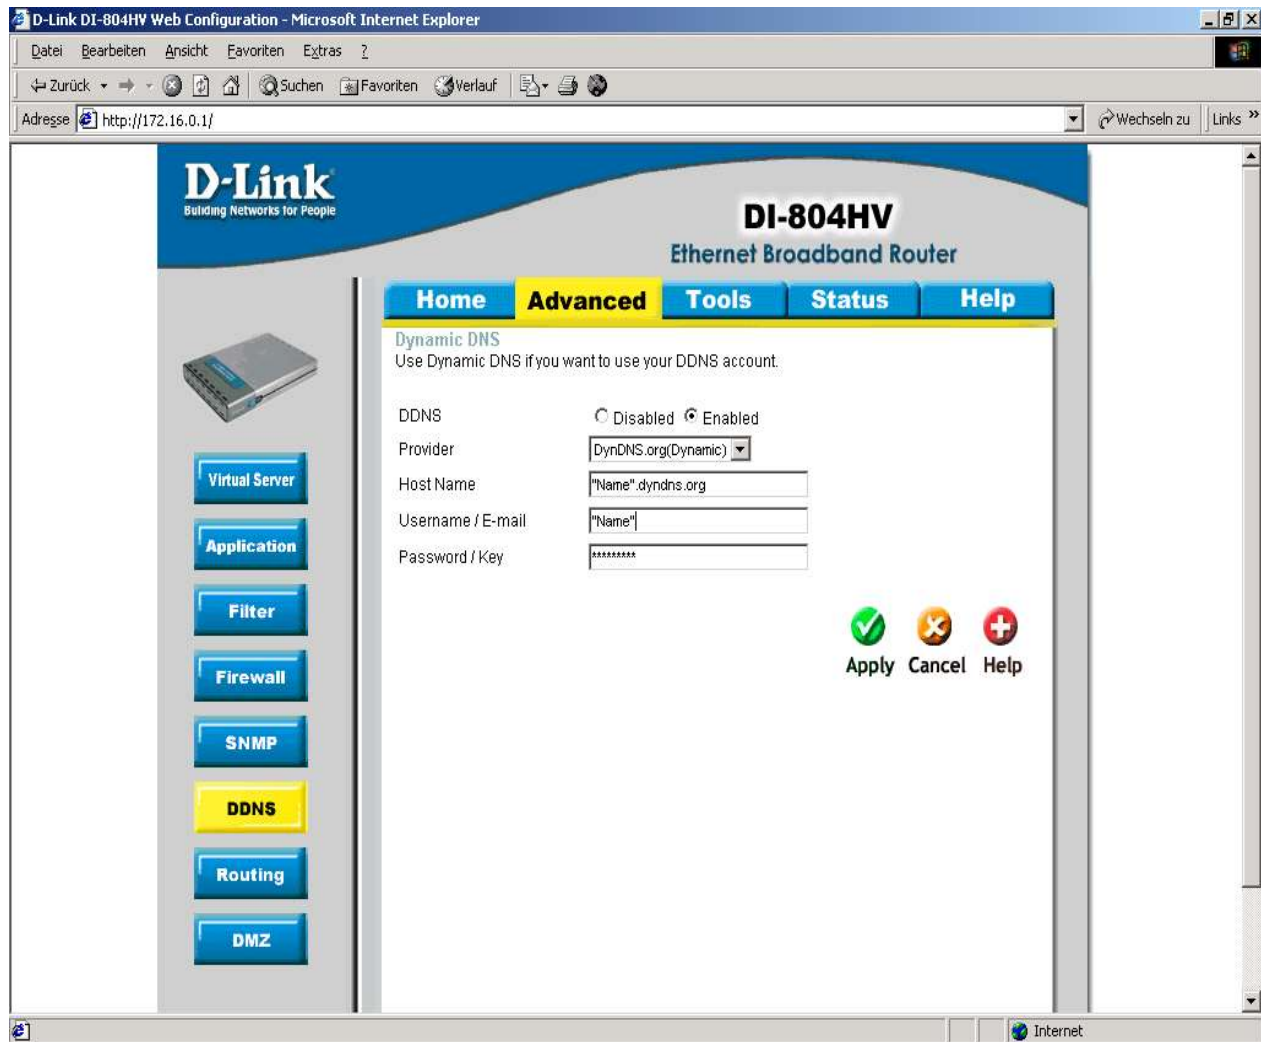 D-Link DI-804HV Web Configuration - Microsoft Internet Explorer
Datei Bearbeiten Ansicht Favoriten Extras ?
Zurück Suchen Favoriten Verlauf
Adresse http://172.16.0.1/ Wechseln zu Links »
D-Link
Building Networks for People
DI-804HV
Ethernet Broadband Router
Home Advanced Tools Status Help
Dynamic DNS
Use Dynamic DNS if you want to use your DDNS account.
DDNS Disabled Enabled
Provider DynDNS.org(Dynamic)
Host Name "Name".dyndns.org
Username / E-mail "Name"
Password / Key *********
Apply Cancel Help
Virtual Server
Application
Filter
Firewall
SNMP
DDNS
Routing
DMZ
Internet